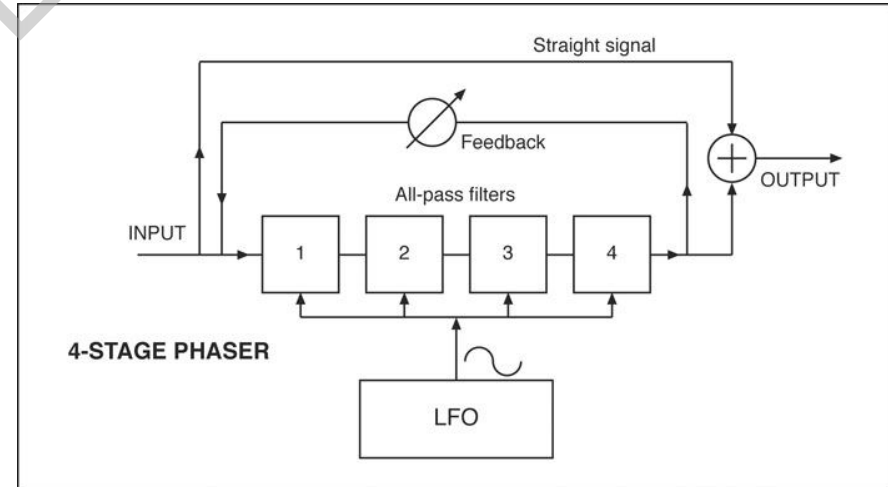 Straight signal
Feedback
OUTPUT
All-pass filters
INPUT
1 2 3 4
4-STAGE PHASER
LFO